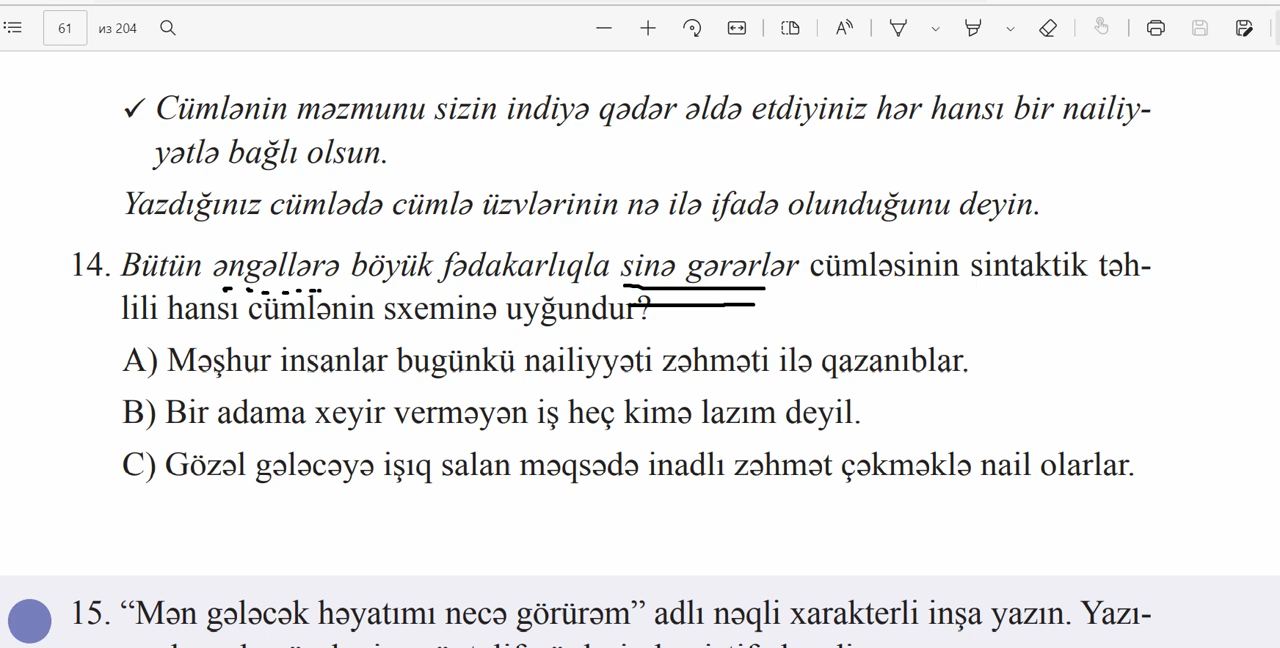 61 из 204
✓ Cümlənin məzmunu sizin indiyə qədər əldə etdiyiniz hər hansı bir nailiy-
yətlə bağlı olsun.
Yazdığınız cümlədə cümlə üzvlərinin nə ilə ifadə olunduğunu deyin.
14. Bütün əngəllərə böyük fədakarlıqla sinə gərərlər cümləsinin sintaktik təh-
lili hansı cümlənin sxeminə uyğundur?
A) Məşhur insanlar bugünkü nailiyyəti zəhməti ilə qazanıblar.
B) Bir adama xeyir verməyən iş heç kimə lazım deyil.
C) Gözəl gələcəyə işıq salan məqsədə inadlı zəhmət çəkməklə nail olarlar.
15. “Mən gələcək həyatımı necə görürəm” adlı nəqli xarakterli inşa yazın. Yazı-